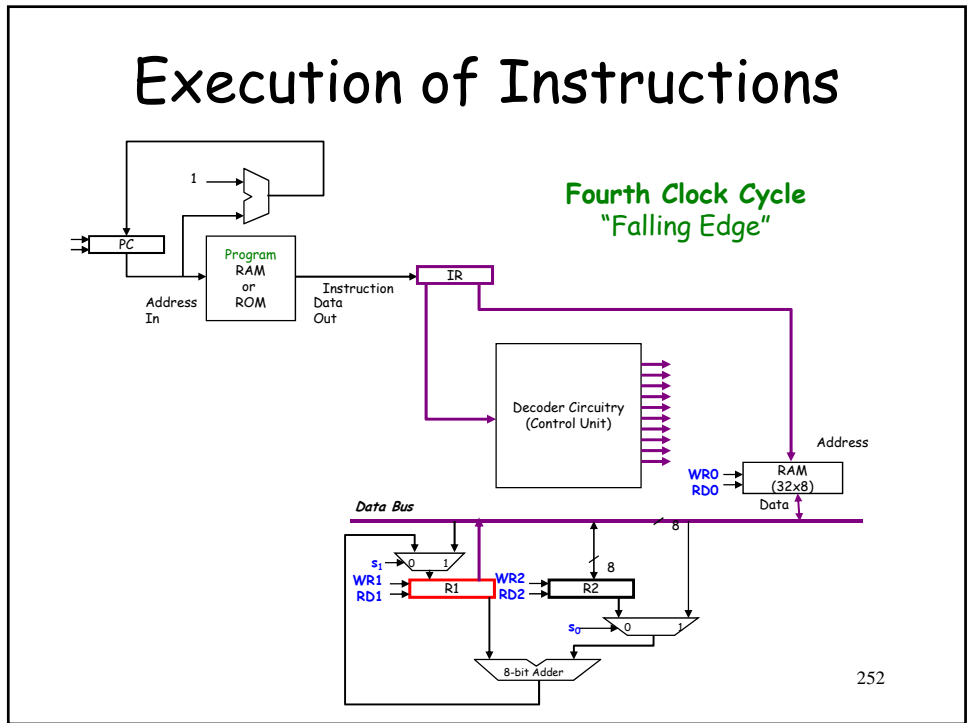 Execution of Instructions
Fourth Clock Cycle
“Falling Edge”
1
PC
Program
RAM
or
ROM
Address
In
Instruction
Data
Out
IR
Decoder Circuitry
(Control Unit)
Address
WR0
RD0
RAM
(32x8)
Data
Data Bus
8
s1
0 1
8
WR1
RD1
R1
WR2
RD2
R2
s0
0 1
8-bit Adder
252